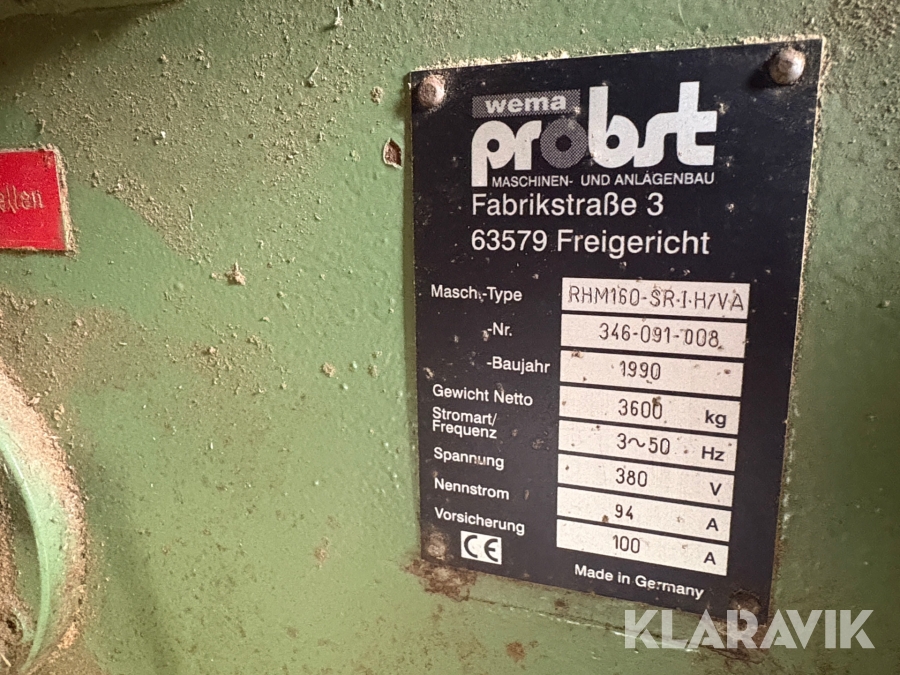 wema
probst
MASCHINEN- UND ANLAGENBAU
Fabrikstraße 3
63579 Freigericht
Masch.-Type RHM160-SR-I-H/VA
-Nr. 346-091-008
-Baujahr 1990
Gewicht Netto 3600 kg
Stromart/
Frequenz 3~50 Hz
Spannung 380 V
Nennstrom 94 A
Vorsicherung 100 A
CE
Made in Germany
KLARAVIK